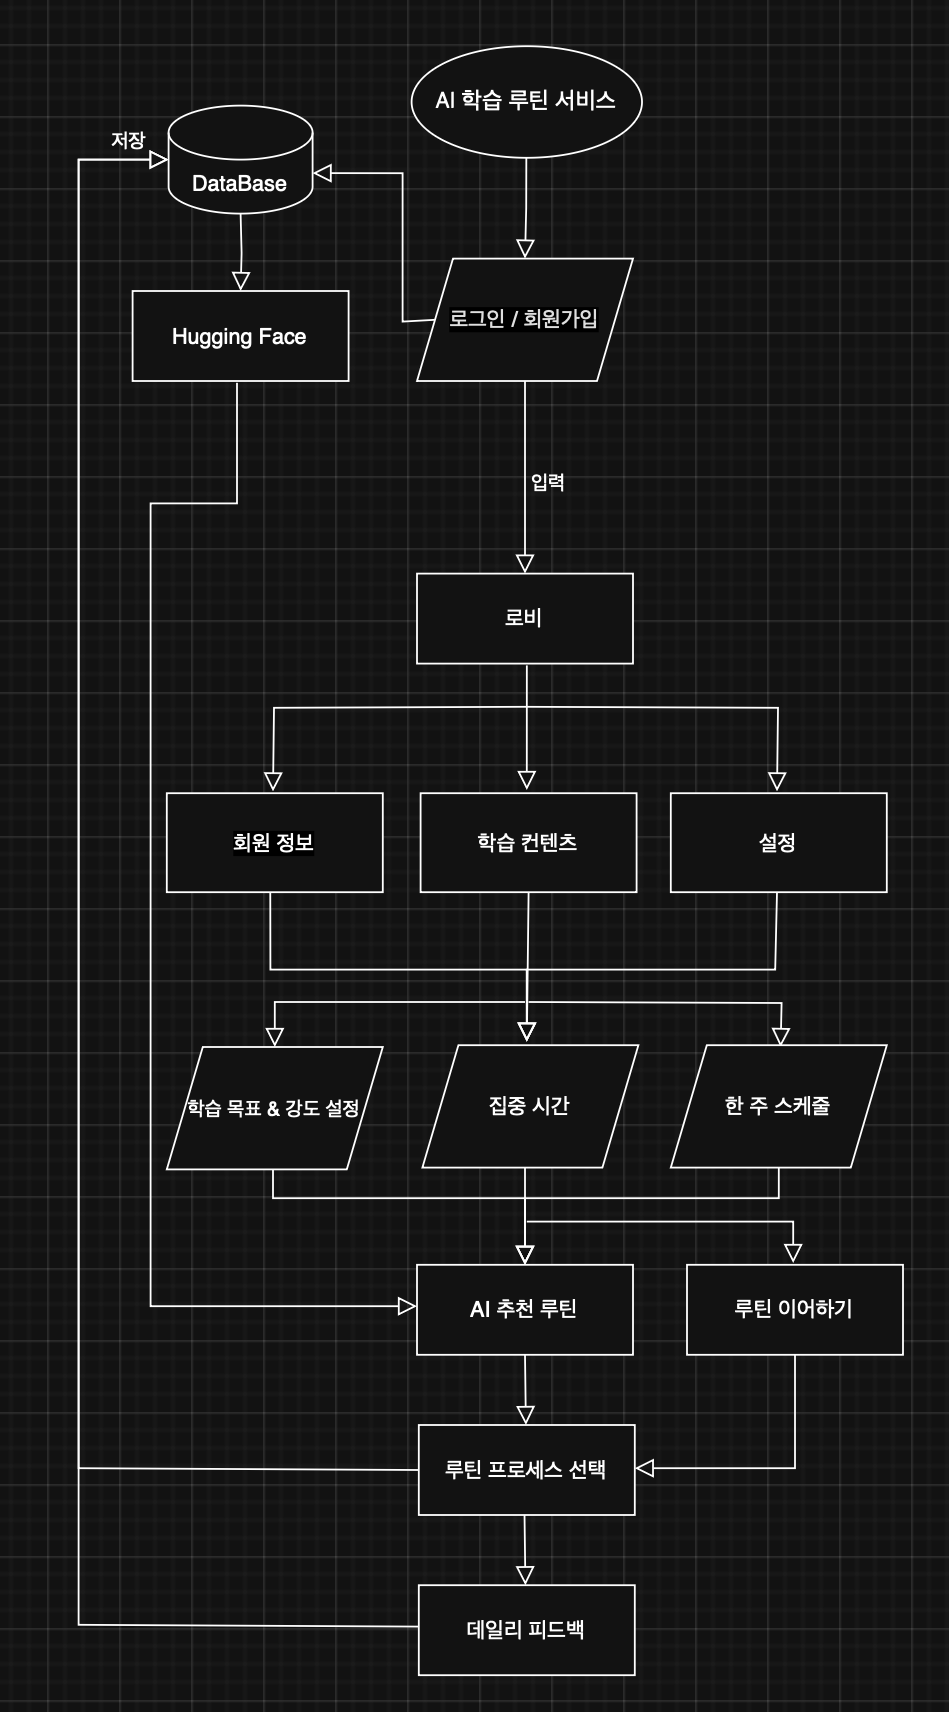 AI 학습 루틴 서비스
저장
DataBase
Hugging Face
로그인 / 회원가입
입력
로비
회원 정보
학습 컨텐츠
설정
학습 목표 & 강도 설정
집중 시간
한 주 스케줄
AI 추천 루틴
루틴 이어하기
루틴 프로세스 선택
데일리 피드백